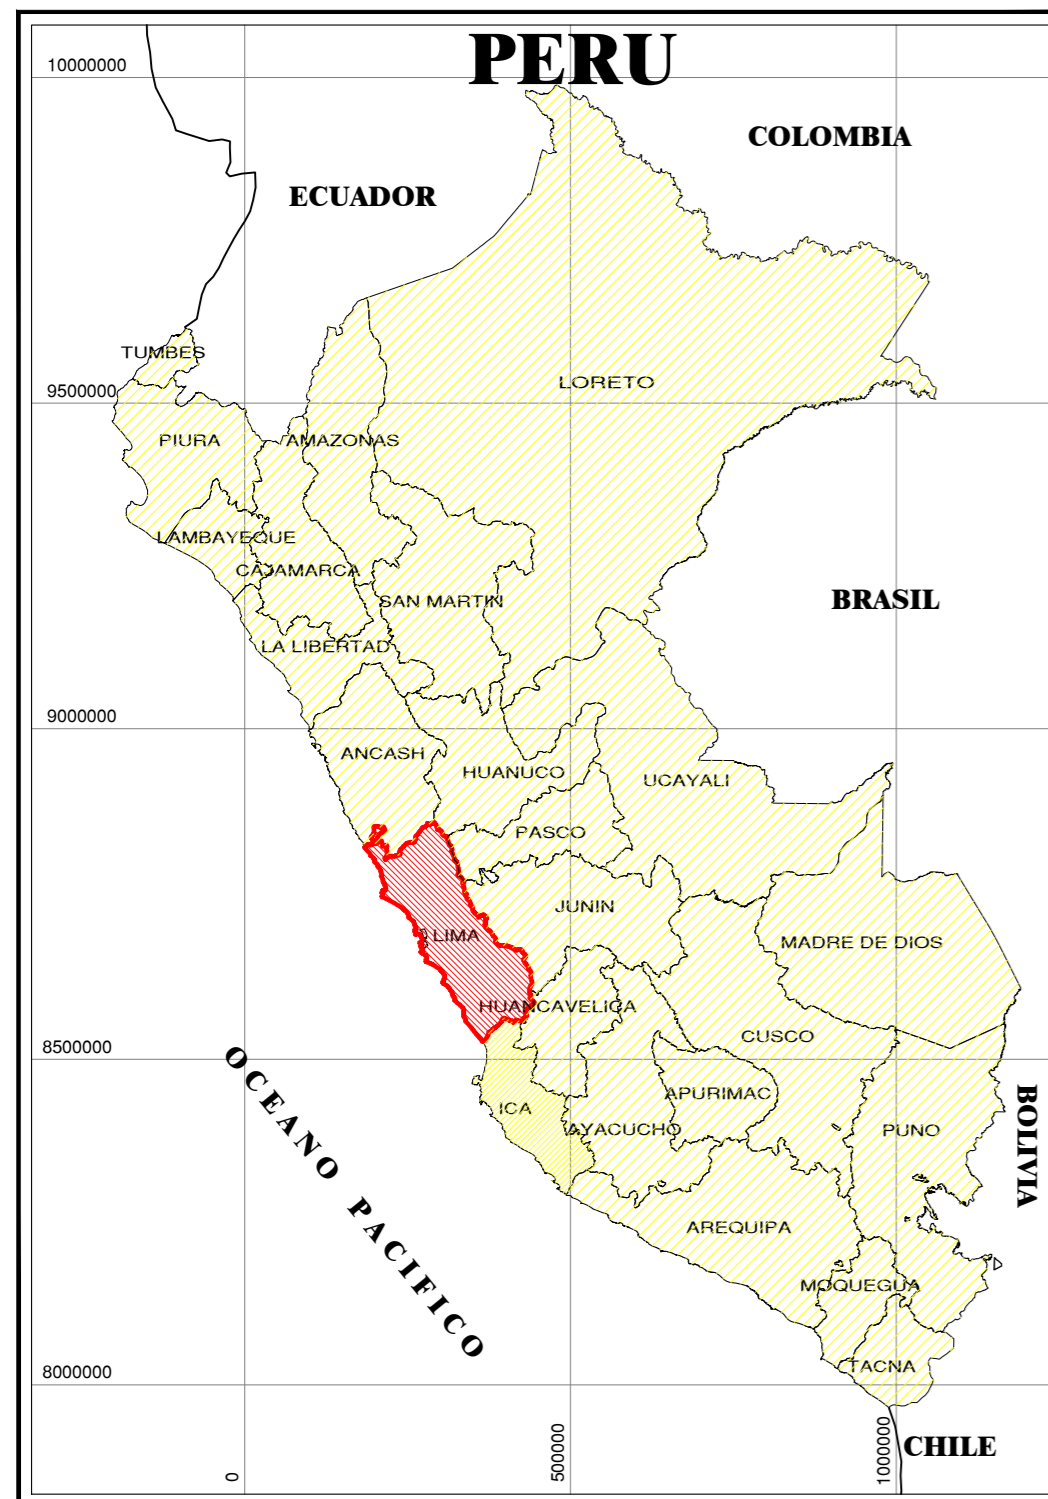 PERU
10000000
COLOMBIA
ECUADOR
TUMBES
LORETO
9500000
PIURA
AMAZONAS
LAMBAYEQUE
CAJAMARCA
BRASIL
SAN MARTIN
LA LIBERTAD
9000000
ANCASH
HUANUCO
UCAYALI
PASCO
JUNIN
LIMA
MADRE DE DIOS
HUANCAVELICA
CUSCO
8500000
OCEANO PACIFICO
APURIMAC
ICA
AYACUCHO
PUNO
BOLIVIA
AREQUIPA
MOQUEGUA
TACNA
8000000
0
500000
1000000
CHILE